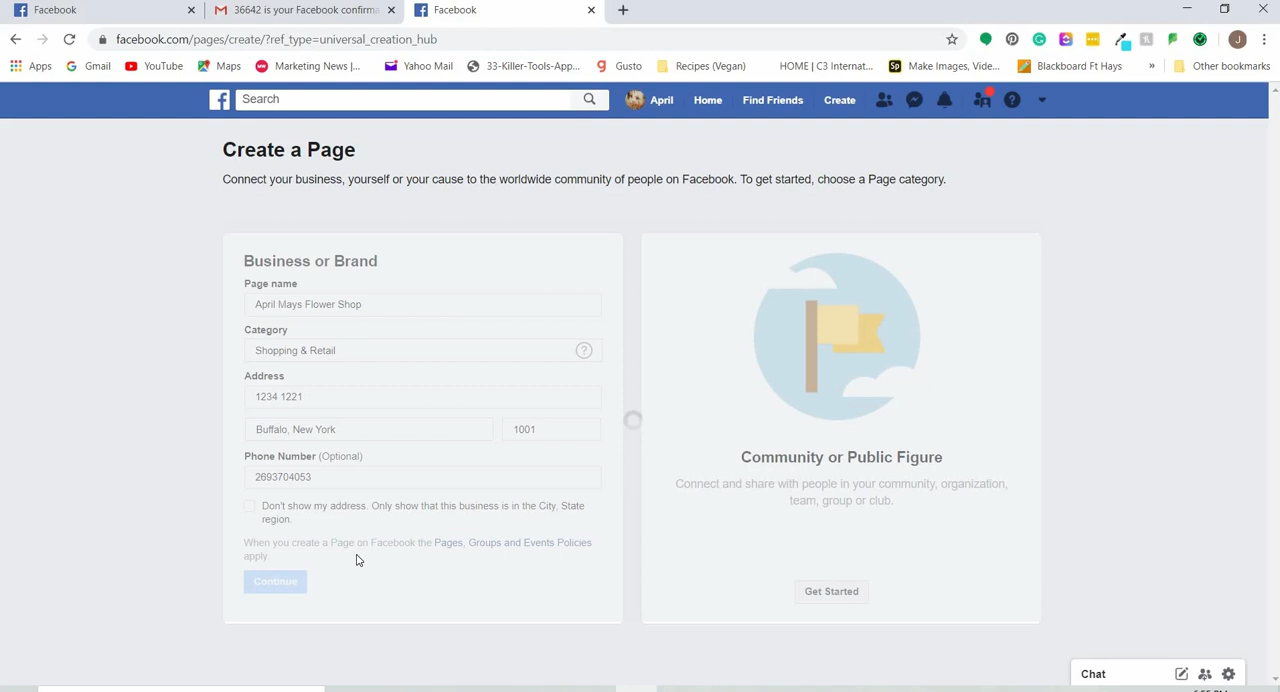 Facebook
36642 is your Facebook confirma
Facebook
facebook.com/pages/create/?ref_type=universal_creation_hub
Apps Gmail YouTube Maps Marketing News |... Yahoo Mail 33-Killer-Tools-App... Gusto Recipes (Vegan) HOME | C3 Internat... Make Images, Vide... Blackboard Ft Hays » Other bookmarks
Search April Home Find Friends Create
Create a Page
Connect your business, yourself or your cause to the worldwide community of people on Facebook. To get started, choose a Page category.
Business or Brand
Page name
April Mays Flower Shop
Category
Shopping & Retail
Address
1234 1221
Buffalo, New York 1001
Phone Number (Optional)
2693704053
Don't show my address. Only show that this business is in the City, State
region.
When you create a Page on Facebook the Pages, Groups and Events Policies
apply
Continue
Community or Public Figure
Connect and share with people in your community, organization,
team, group or club.
Get Started
Chat